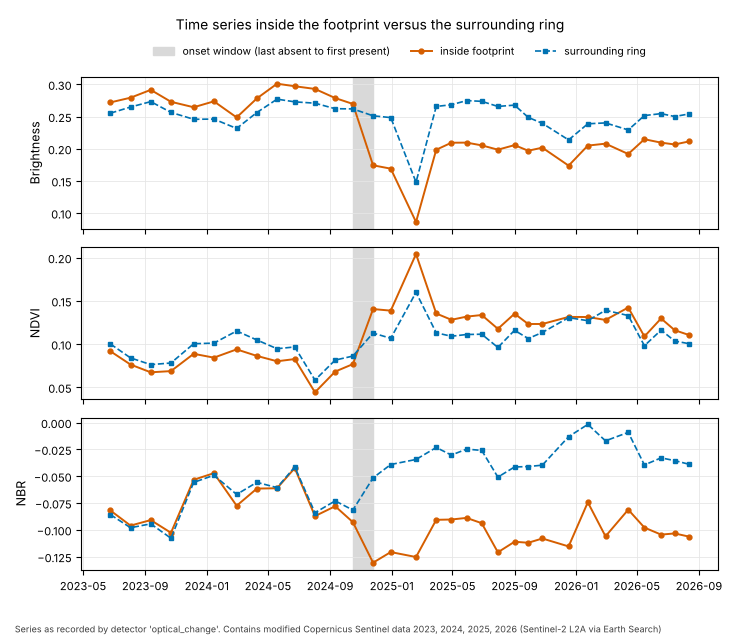 Time series inside the footprint versus the surrounding ring
onset window (last absent to first present) inside footprint surrounding ring
Brightness
0.30
0.25
0.20
0.15
0.10
NDVI
0.20
0.15
0.10
0.05
NBR
0.000
−0.025
−0.050
−0.075
−0.100
−0.125
2023-05 2023-09 2024-01 2024-05 2024-09 2025-01 2025-05 2025-09 2026-01 2026-05 2026-09
Series as recorded by detector 'optical_change'. Contains modified Copernicus Sentinel data 2023, 2024, 2025, 2026 (Sentinel-2 L2A via Earth Search)